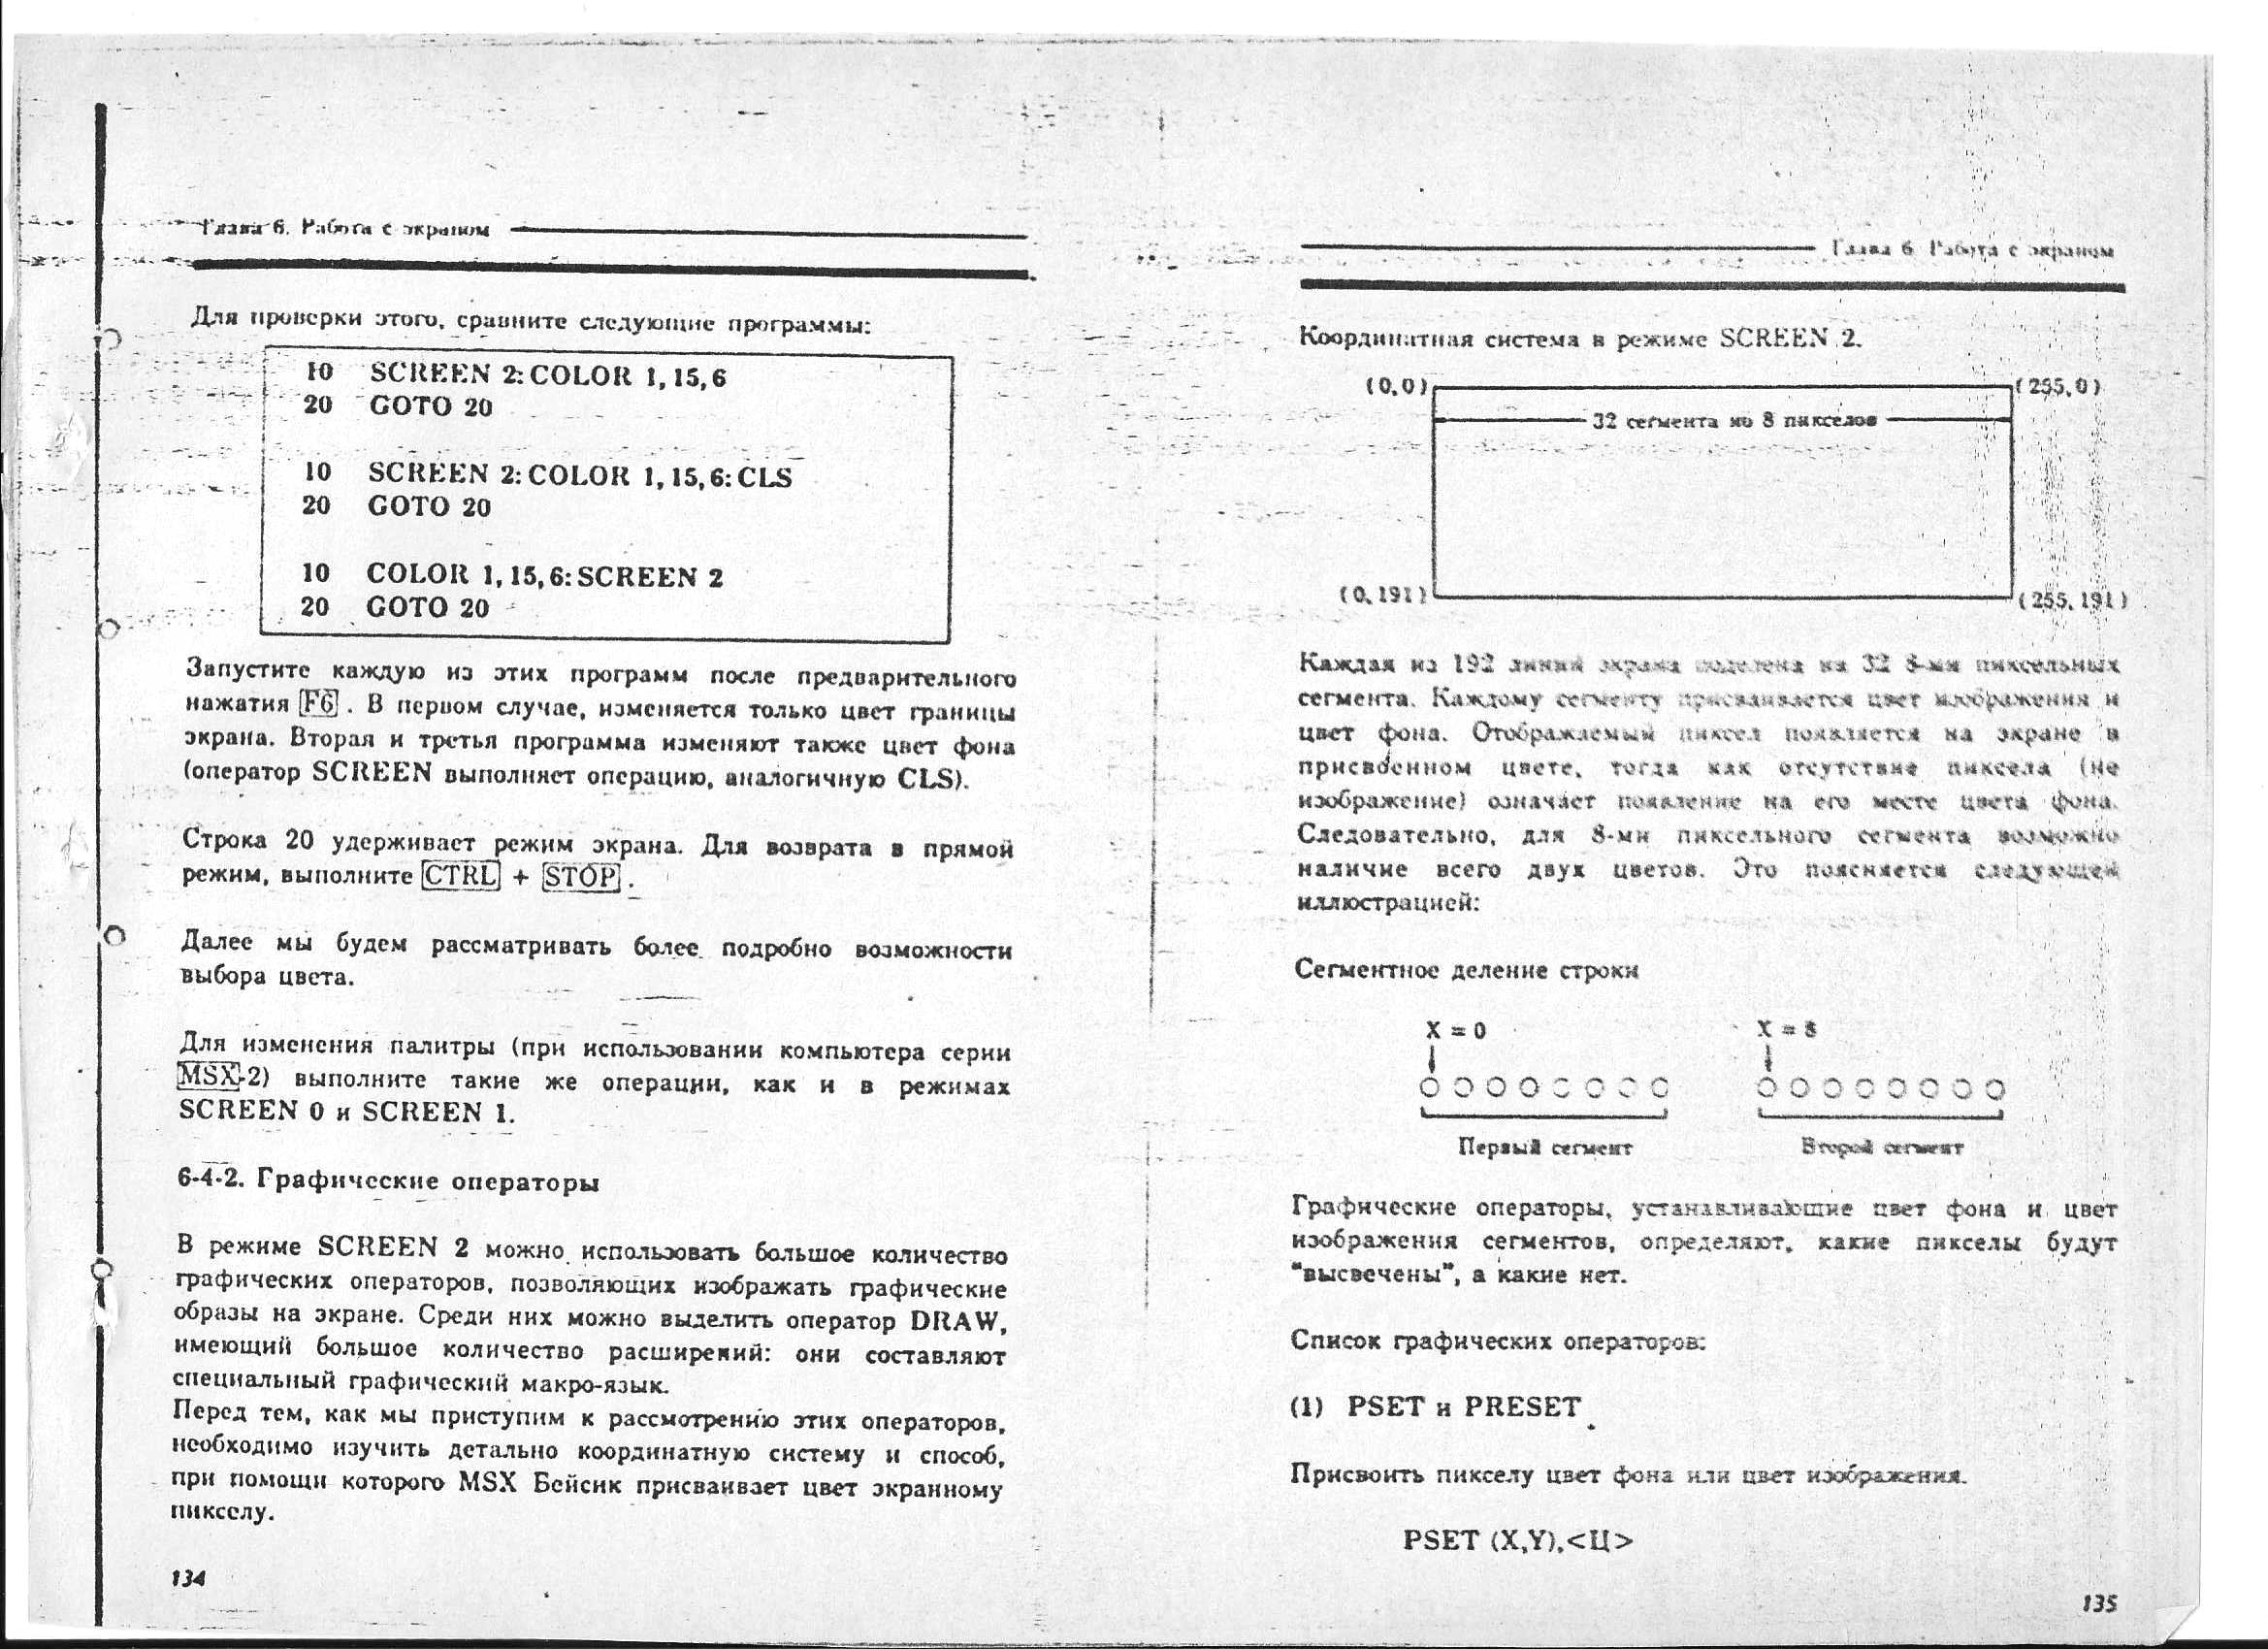 Глава 6. Работа с экраном
Для проверки этого, сравните следующие программы:
10 SCREEN 2:COLOR 1,15,6
20 GOTO 20
10 SCREEN 2:COLOR 1,15,6:CLS
20 GOTO 20
10 COLOR 1,15,6:SCREEN 2
20 GOTO 20
Запустите каждую из этих программ после предварительного
нажатия F6 . В первом случае, изменяется только цвет границы
экрана. Вторая и третья программа изменяют также цвет фона
(оператор SCREEN выполняет операцию, аналогичную CLS).
Строка 20 удерживает режим экрана. Для возврата в прямой
режим, выполните CTRL + STOP .
Далее мы будем рассматривать более подробно возможности
выбора цвета.
Для изменения палитры (при использовании компьютера серии
MSX-2) выполните такие же операции, как и в режимах
SCREEN 0 и SCREEN 1.
6-4-2. Графические операторы
В режиме SCREEN 2 можно использовать большое количество
графических операторов, позволяющих изображать графические
образы на экране. Среди них можно выделить оператор DRAW,
имеющий большое количество расширений: они составляют
специальный графический макро-язык.
Перед тем, как мы приступим к рассмотрению этих операторов,
необходимо изучить детально координатную систему и способ,
при помощи которого MSX Бейсик присваивает цвет экранному
пикселу.
134
Глава 6. Работа с экраном
Координатная система в режиме SCREEN 2.
(0,0) (255,0)
32 сегмента по 8 пикселов
(0,191) (255,191)
Каждая из 192 линий экрана поделена на 32 8-ми пиксельных
сегмента. Каждому сегменту присваивается цвет изображения и
цвет фона. Отображаемый пиксел появляется на экране в
присвоенном цвете, тогда как отсутствие пиксела (не
изображение) означает появление на его месте цвета фона.
Следовательно, для 8-ми пиксельного сегмента возможно
наличие всего двух цветов. Это поясняется следующей
иллюстрацией:
Сегментное деление строки
X = 0 X = 8
Первый сегмент Второй сегмент
Графические операторы, устанавливающие цвет фона и цвет
изображения сегментов, определяют, какие пикселы будут
"высвечены", а какие нет.
Список графических операторов:
(1) PSET и PRESET
Присвоить пикселу цвет фона или цвет изображения.
PSET (X,Y),<Ц>
135